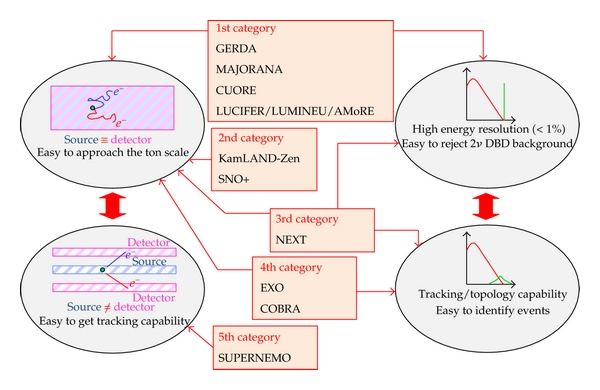 1st category
GERDA
MAJORANA
CUORE
LUCIFER/LUMINEU/AMoRE
e−
e−
Source ≡ detector
Easy to approach the ton scale
High energy resolution (< 1%)
Easy to reject 2ν DBD background
2nd category
KamLAND-Zen
SNO+
3rd category
NEXT
Detector
e−
Source
e−
Detector
Source ≠ detector
Easy to get tracking capability
4th category
EXO
COBRA
Tracking/topology capability
Easy to identify events
5th category
SUPERNEMO